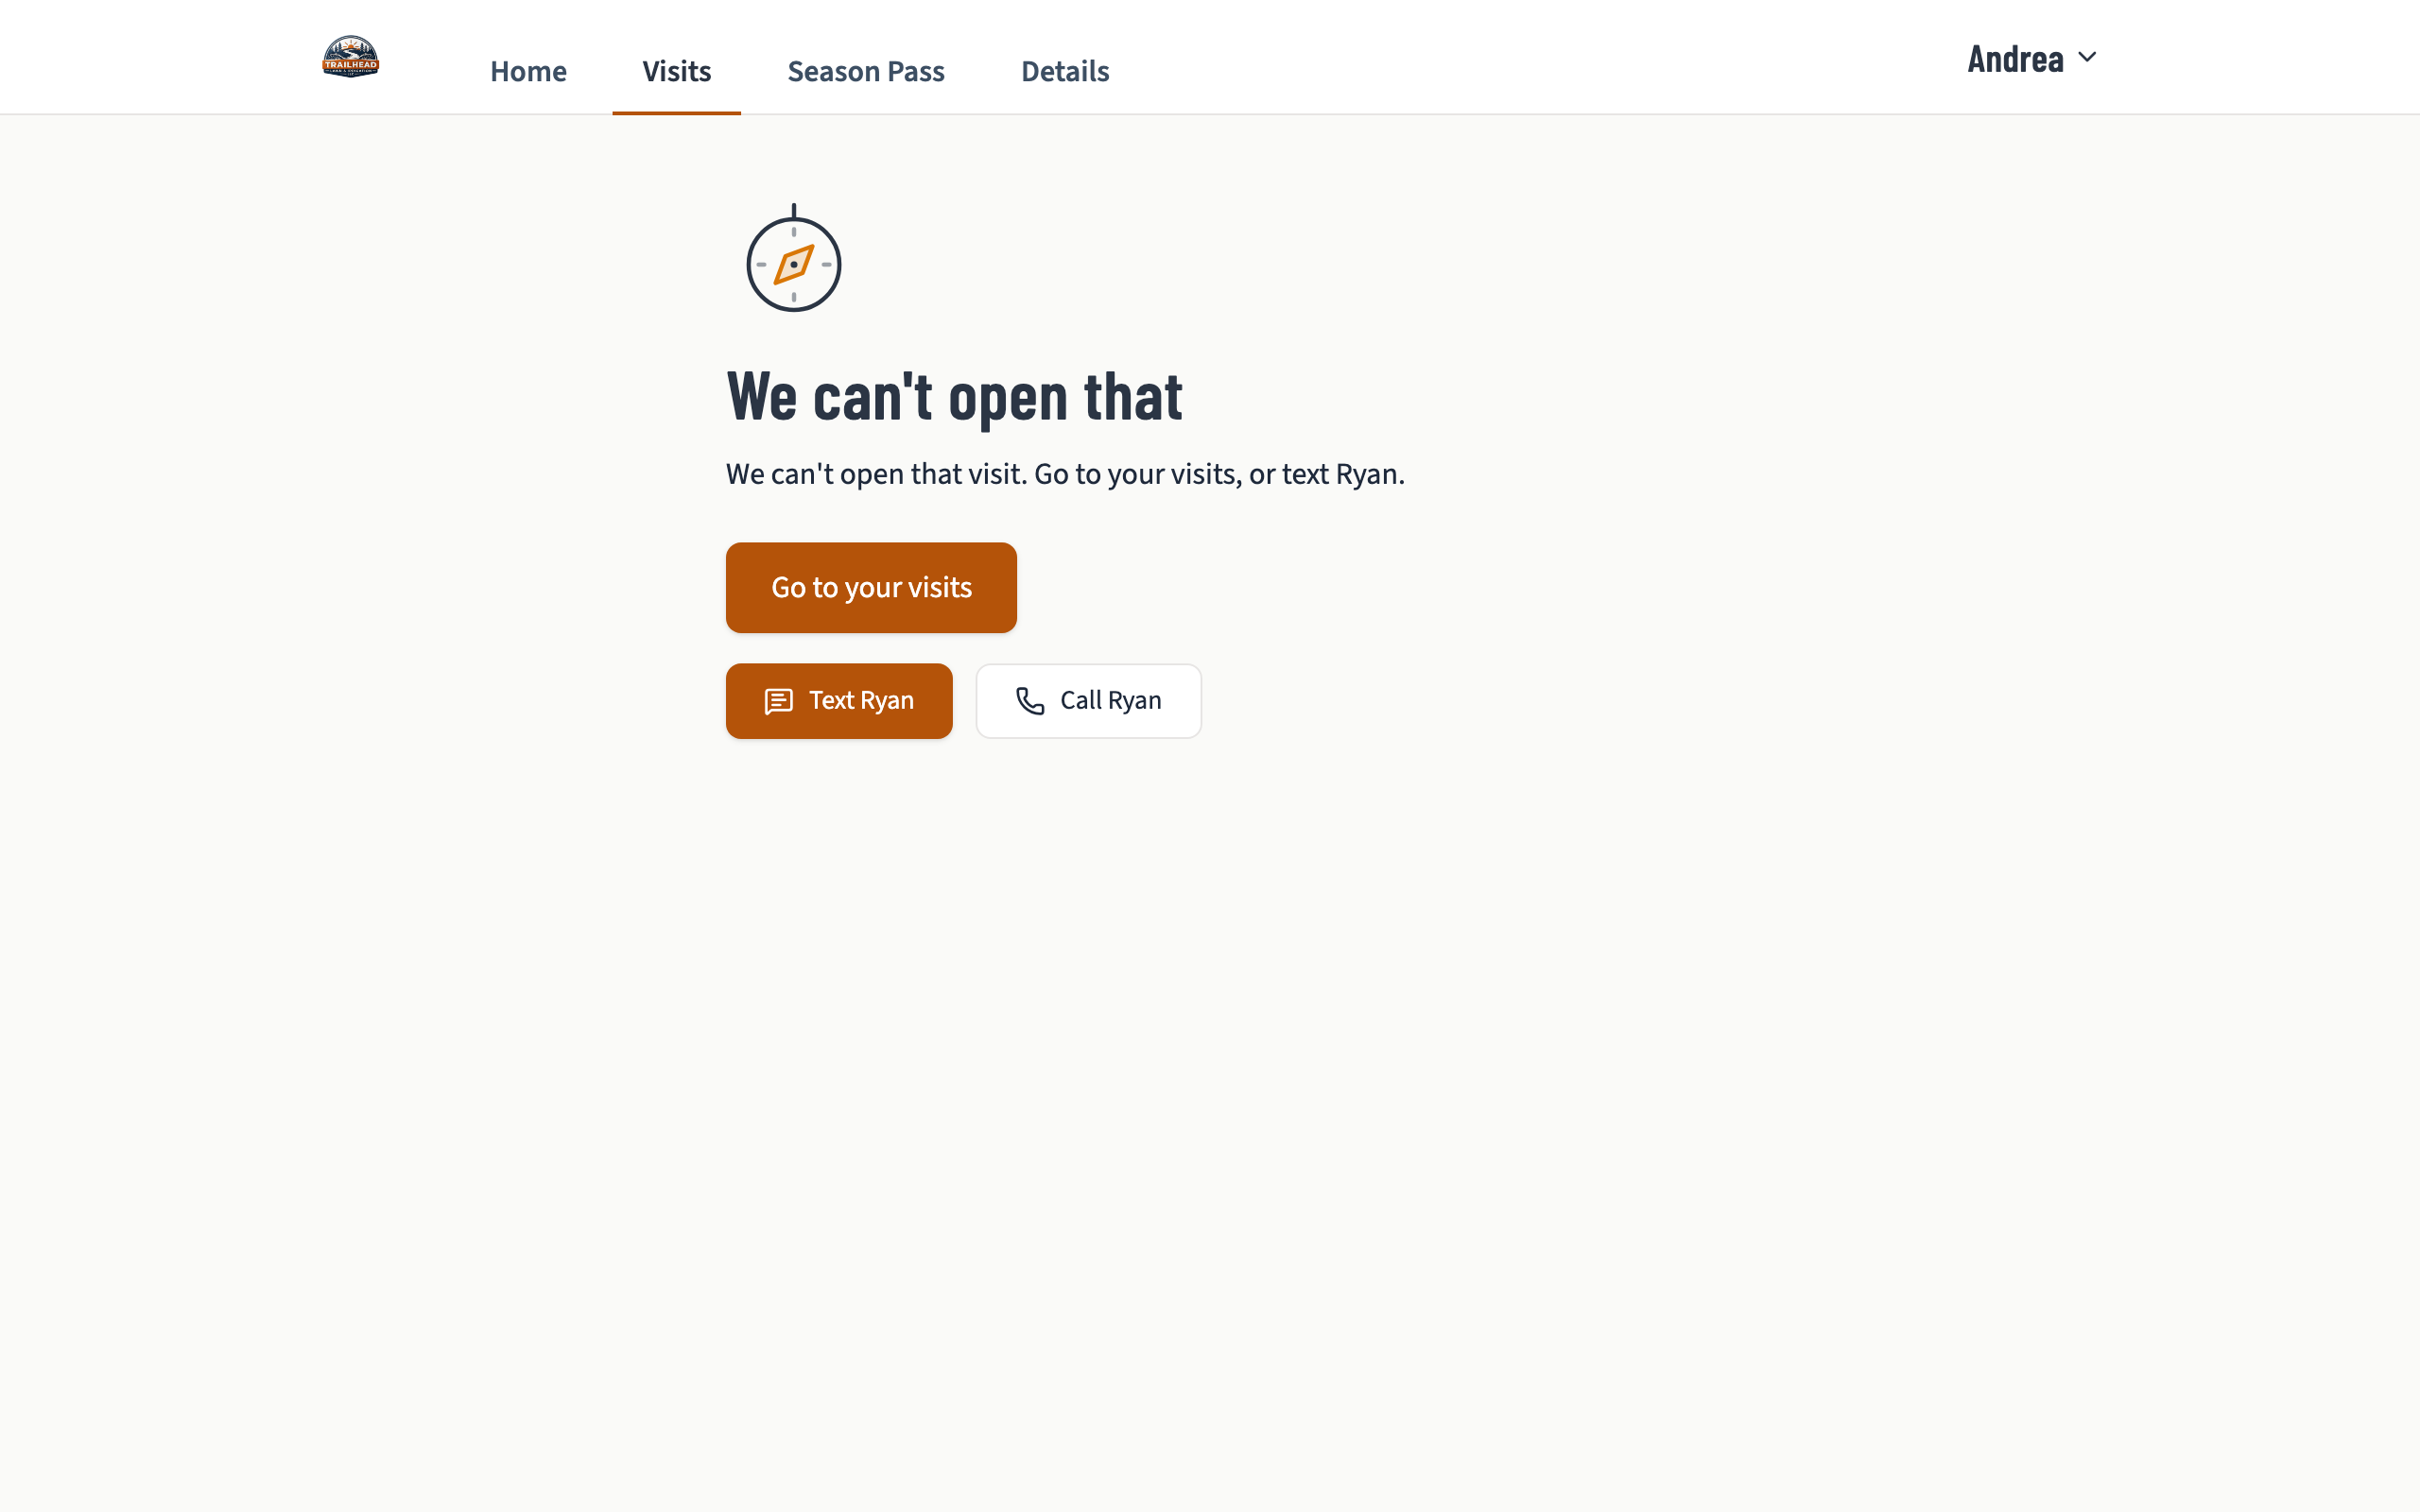 TRAILHEAD
Home
Visits
Season Pass
Details
Andrea
We can't open that
We can't open that visit. Go to your visits, or text Ryan.
Go to your visits
Text Ryan
Call Ryan